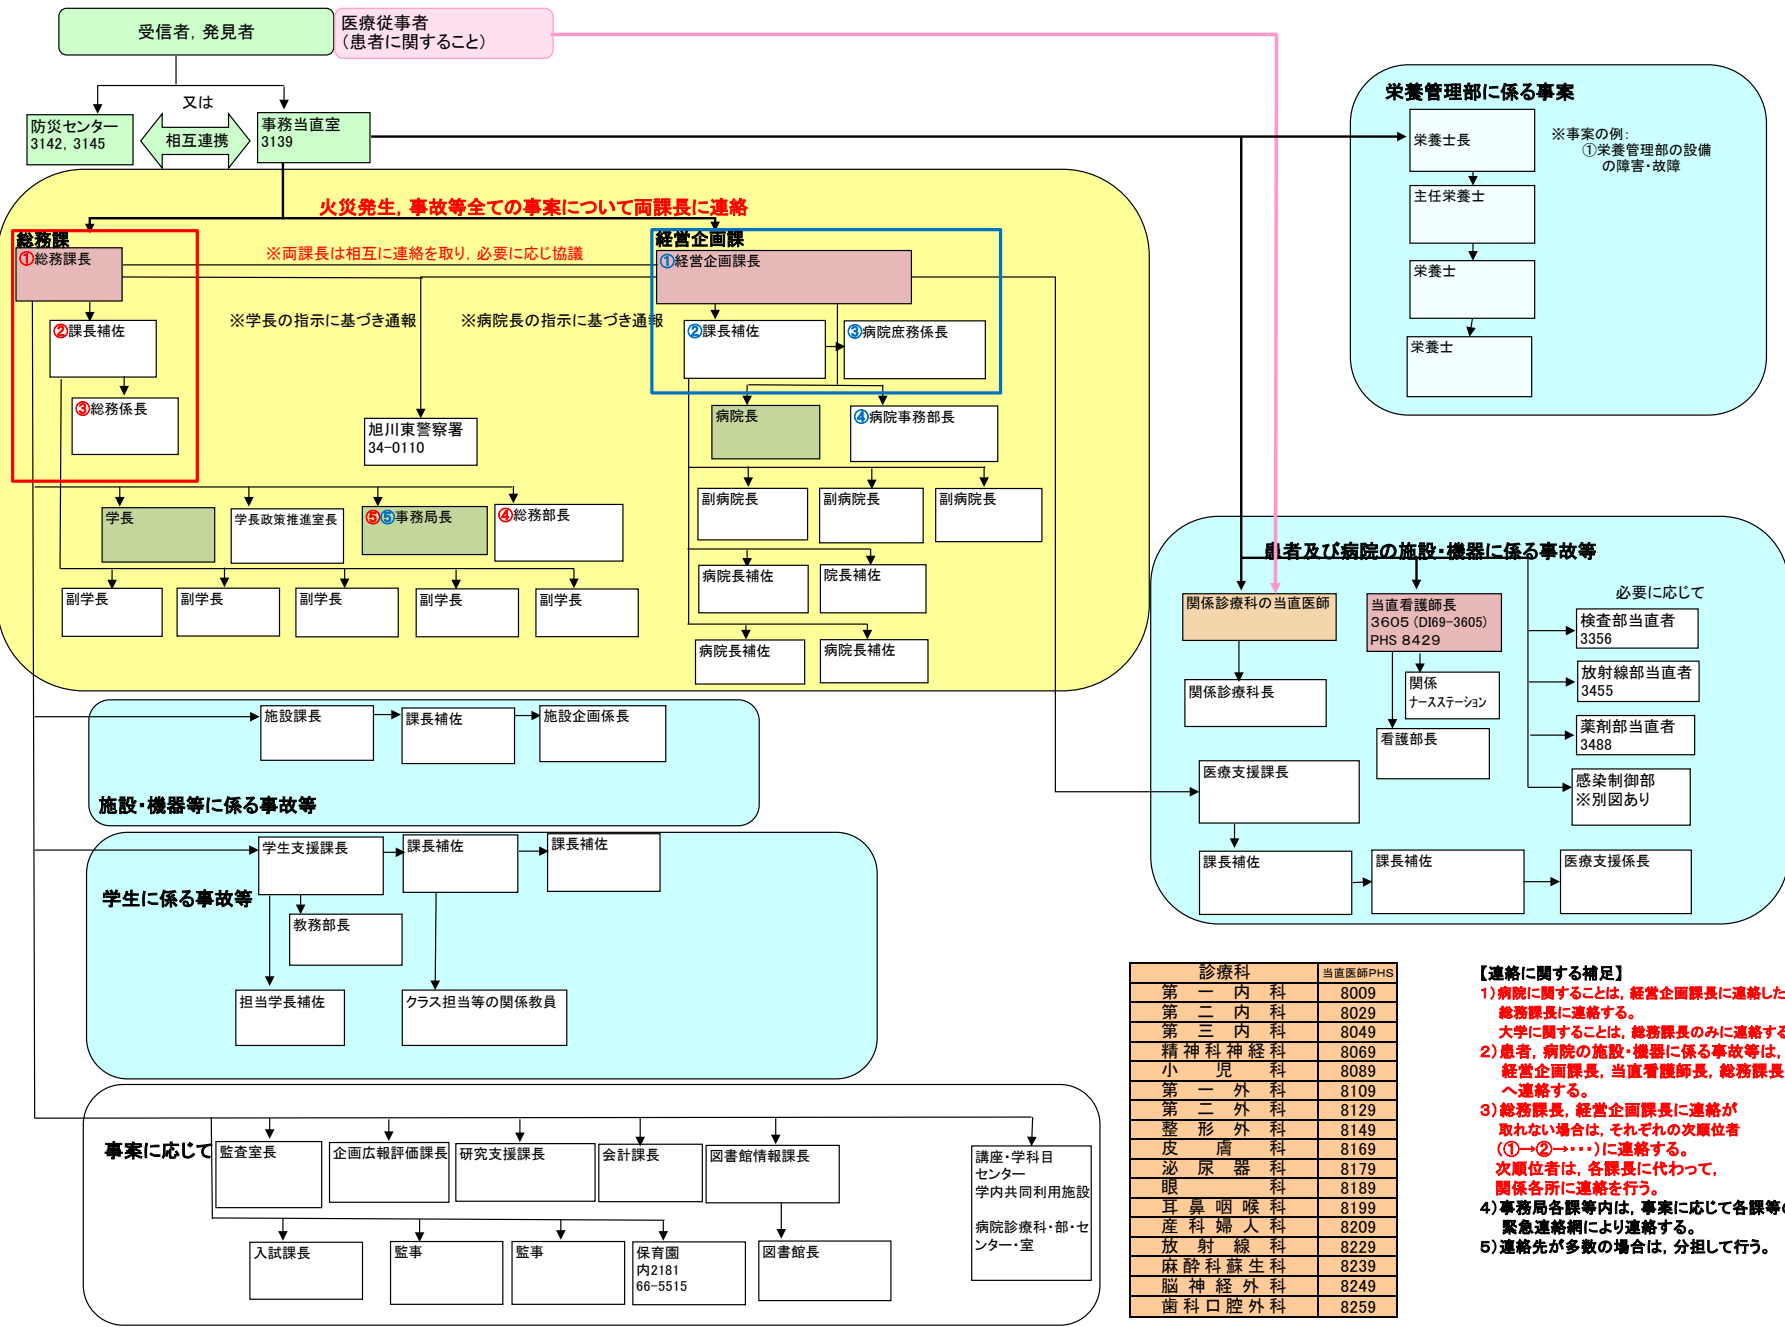 受信者，発見者
医療従事者
（患者に関すること）
又は
防災センター
3142，3145
相互連携
事務当直室
3139
火災発生，事故等全ての事案について両課長に連絡
総務課
①総務課長
※両課長は相互に連絡を取り，必要に応じ協議
経営企画課
①経営企画課長
②課長補佐
③総務係長
※学長の指示に基づき通報
※病院長の指示に基づき通報
②課長補佐
③病院庶務係長
旭川東警察署
34-0110
病院長
④病院事務部長
副病院長
副病院長
副病院長
学長
学長政策推進室長
⑤⑤事務局長
④総務部長
病院長補佐
院長補佐
副学長
副学長
副学長
副学長
副学長
病院長補佐
病院長補佐
栄養管理部に係る事案
栄養士長
※事案の例：
①栄養管理部の設備
の障害・故障
主任栄養士
栄養士
栄養士
患者及び病院の施設・機器に係る事故等
関係診療科の当直医師
当直看護師長
3605（DI69-3605）
PHS 8429
必要に応じて
検査部当直者
3356
放射線部当直者
3455
薬剤部当直者
3488
感染制御部
※別図あり
関係診療科長
関係
ナースステーション
看護部長
医療支援課長
課長補佐
課長補佐
医療支援係長
施設課長
課長補佐
施設企画係長
施設・機器等に係る事故等
学生支援課長
課長補佐
課長補佐
学生に係る事故等
教務部長
担当学長補佐
クラス担当等の関係教員
事案に応じて
監査室長
企画広報評価課長
研究支援課長
会計課長
図書館情報課長
講座・学科目
センター
学内共同利用施設
病院診療科・部・セ
ンター・室
入試課長
監事
監事
保育園
内2181
66-5515
図書館長
診療科 当直医師PHS
第一内科 8009
第二内科 8029
第三内科 8049
精神科神経科 8069
小児科 8089
第一外科 8109
第二外科 8129
整形外科 8149
皮膚科 8169
泌尿器科 8179
眼科 8189
耳鼻咽喉科 8199
産科婦人科 8209
放射線科 8229
麻酔科蘇生科 8239
脳神経外科 8249
歯科口腔外科 8259
【連絡に関する補足】
1）病院に関することは，経営企画課長に連絡した
総務課長に連絡する。
大学に関することは，総務課長のみに連絡する
2）患者，病院の施設・機器に係る事故等は，
経営企画課長，当直看護師長，総務課長
へ連絡する。
3）総務課長，経営企画課長に連絡が
取れない場合は，それぞれの次順位者
（①→②→・・・）に連絡する。
次順位者は，各課長に代わって，
関係各所に連絡を行う。
4）事務局各課等内は，事案に応じて各課等の
緊急連絡網により連絡する。
5）連絡先が多数の場合は，分担して行う。